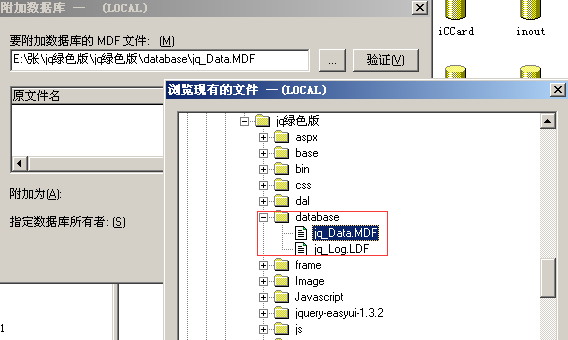 附加数据库 — (LOCAL)
要附加数据库的 MDF 文件: (M)
E:\张\jq绿色版\jq绿色版\database\jq_Data.MDF
...
验证(V)
原文件名
附加为(A):
指定数据库所有者: (S)
1
iCCard
inout
浏览现有的文件 — (LOCAL)
jq绿色版
aspx
base
bin
css
dal
database
jq_Data.MDF
jq_Log.LDF
frame
Image
Javascript
jquery-easyui-1.3.2
js